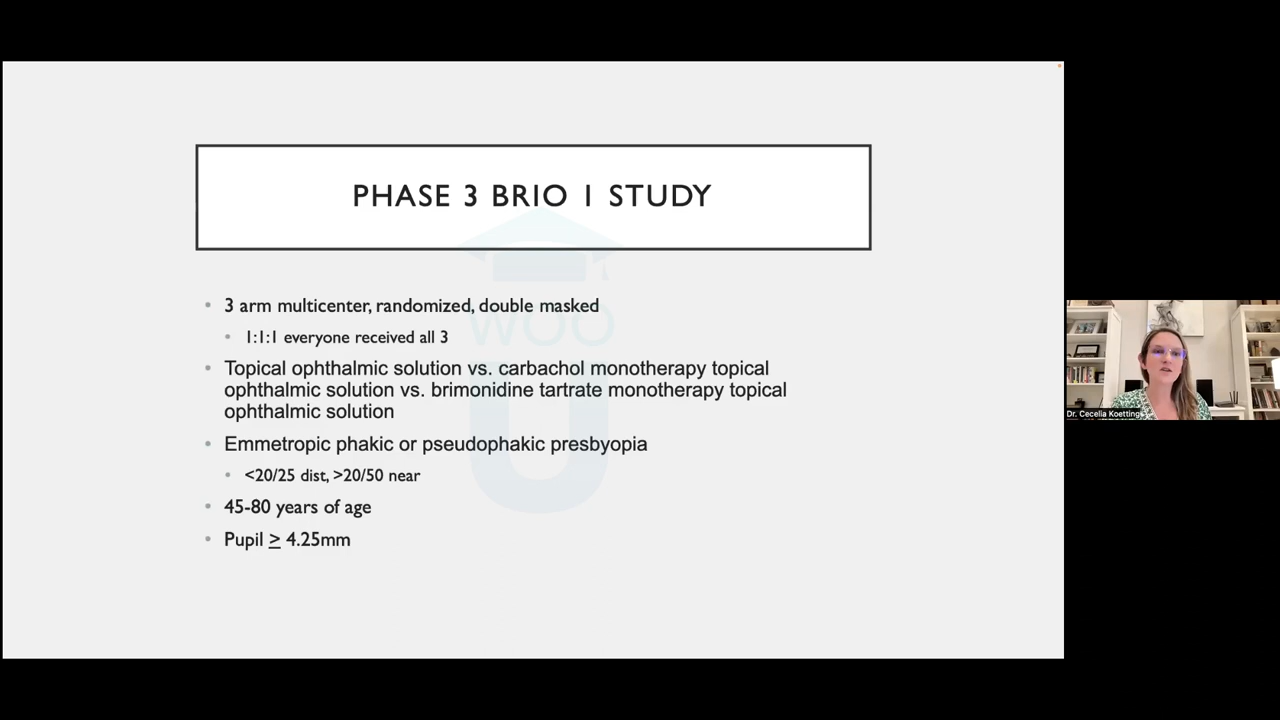 PHASE 3 BRIO 1 STUDY
WOO
U
• 3 arm multicenter, randomized, double masked
• 1:1:1 everyone received all 3
• Topical ophthalmic solution vs. carbachol monotherapy topical
ophthalmic solution vs. brimonidine tartrate monotherapy topical
ophthalmic solution
• Emmetropic phakic or pseudophakic presbyopia
• <20/25 dist, >20/50 near
• 45-80 years of age
• Pupil ≥ 4.25mm
Dr. Cecelia Koetting